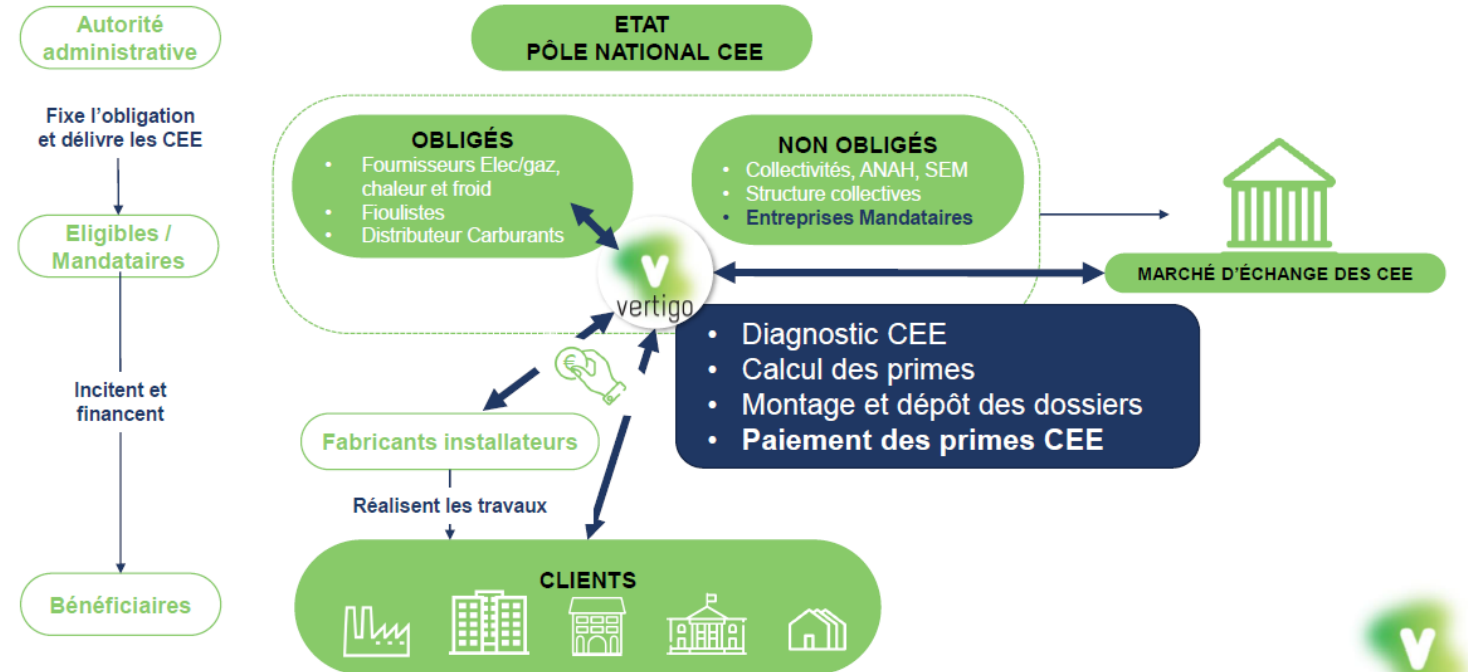 Autorité
administrative
ETAT
PÔLE NATIONAL CEE
Fixe l'obligation
et délivre les CEE
OBLIGÉS
• Fournisseurs Elec/gaz,
chaleur et froid
• Fioulistes
• Distributeur Carburants
NON OBLIGÉS
• Collectivités, ANAH, SEM
• Structure collectives
• Entreprises Mandataires
Eligibles /
Mandataires
v
vertigo
MARCHÉ D'ÉCHANGE DES CEE
• Diagnostic CEE
• Calcul des primes
• Montage et dépôt des dossiers
• Paiement des primes CEE
€
Incitent et
financent
Fabricants installateurs
Réalisent les travaux
CLIENTS
Bénéficiaires
v